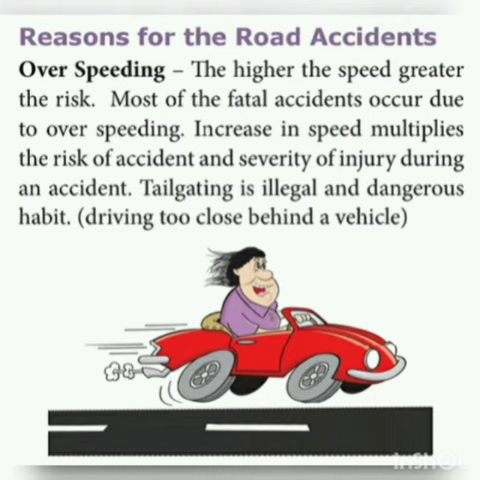 Reasons for the Road Accidents
Over Speeding – The higher the speed greater
the risk. Most of the fatal accidents occur due
to over speeding. Increase in speed multiplies
the risk of accident and severity of injury during
an accident. Tailgating is illegal and dangerous
habit. (driving too close behind a vehicle)
InShOt